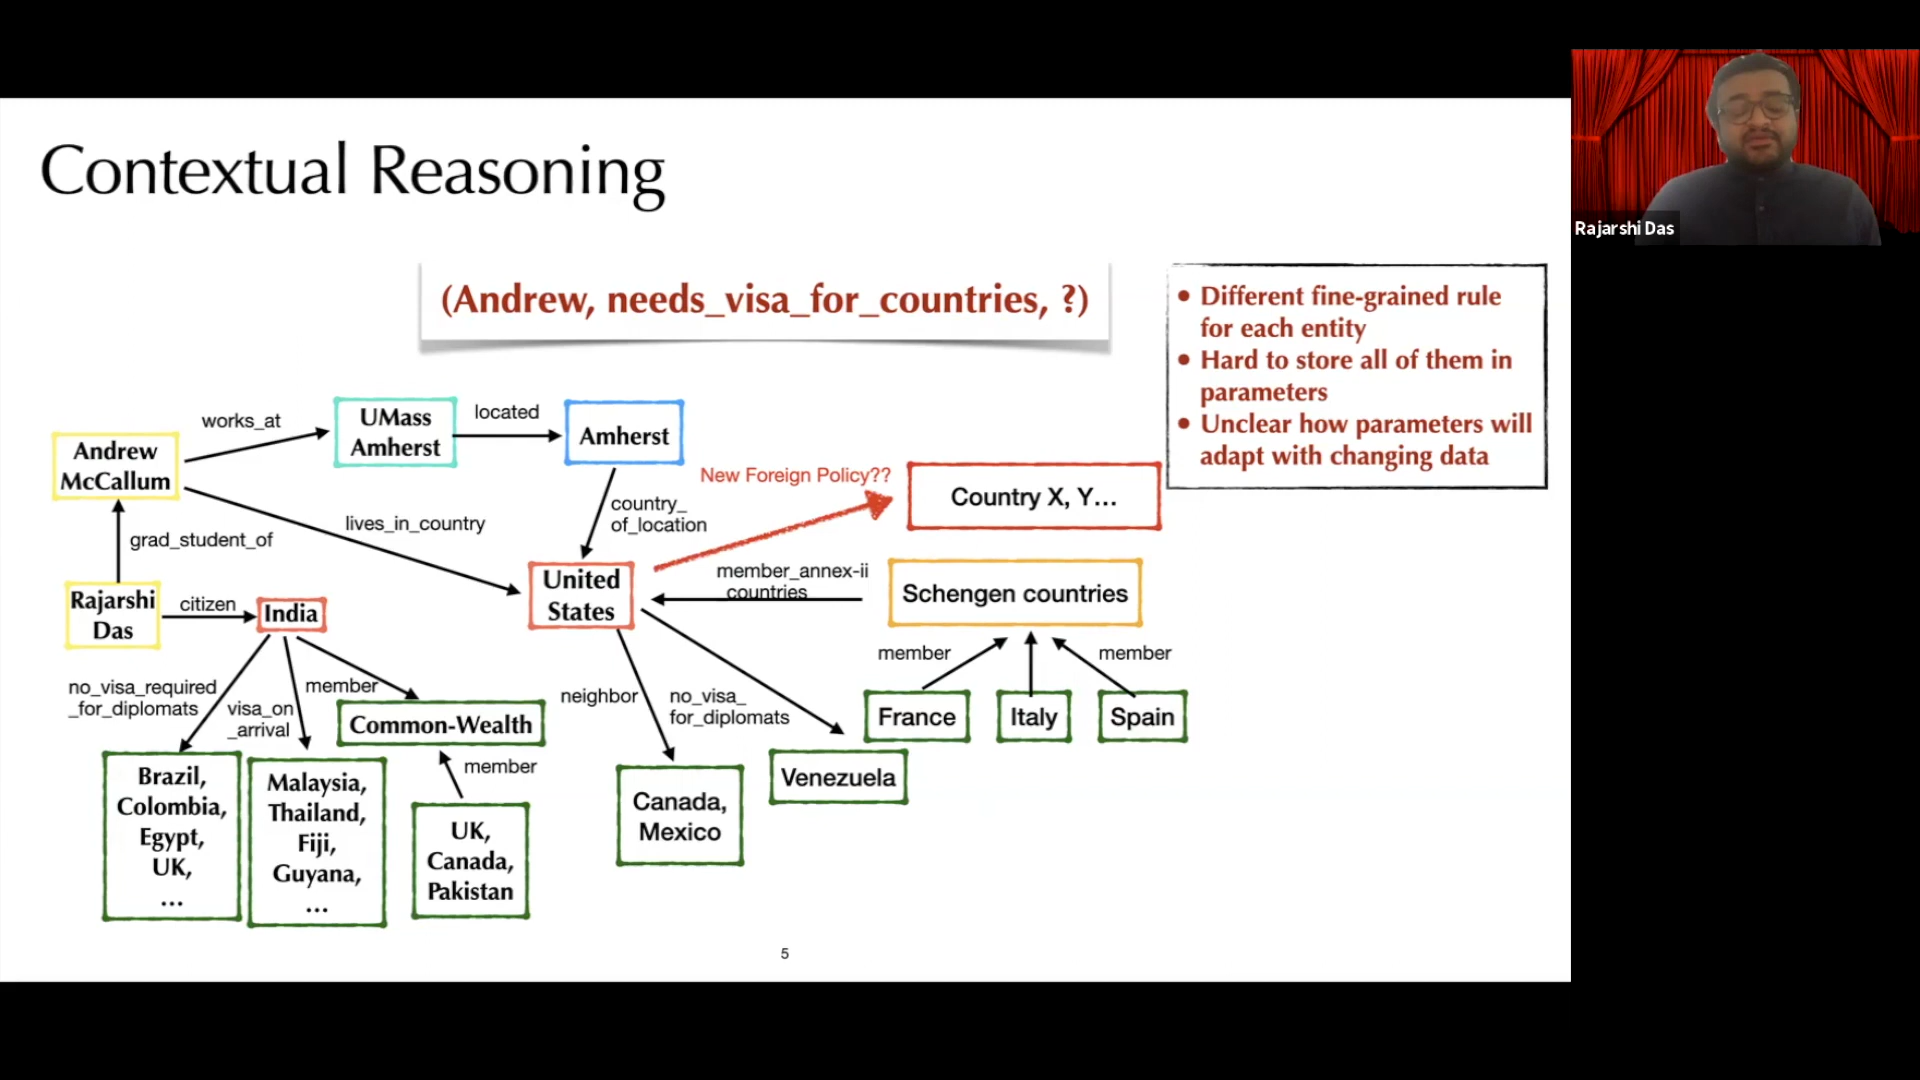 Contextual Reasoning
(Andrew, needs_visa_for_countries, ?)
• Different fine-grained rule
for each entity
• Hard to store all of them in
parameters
• Unclear how parameters will
adapt with changing data
Rajarshi Das
Andrew
McCallum
works_at
UMass
Amherst
located
Amherst
New Foreign Policy??
Country X, Y...
country_
of_location
lives_in_country
grad_student_of
United
States
member_annex-ii
countries
Schengen countries
Rajarshi
Das
citizen
India
member
member
France
Italy
Spain
no_visa_required
_for_diplomats
visa_on
_arrival
member
Common-Wealth
member
neighbor
no_visa_
for_diplomats
Venezuela
Brazil,
Colombia,
Egypt,
UK,
...
Malaysia,
Thailand,
Fiji,
Guyana,
...
UK,
Canada,
Pakistan
Canada,
Mexico
5